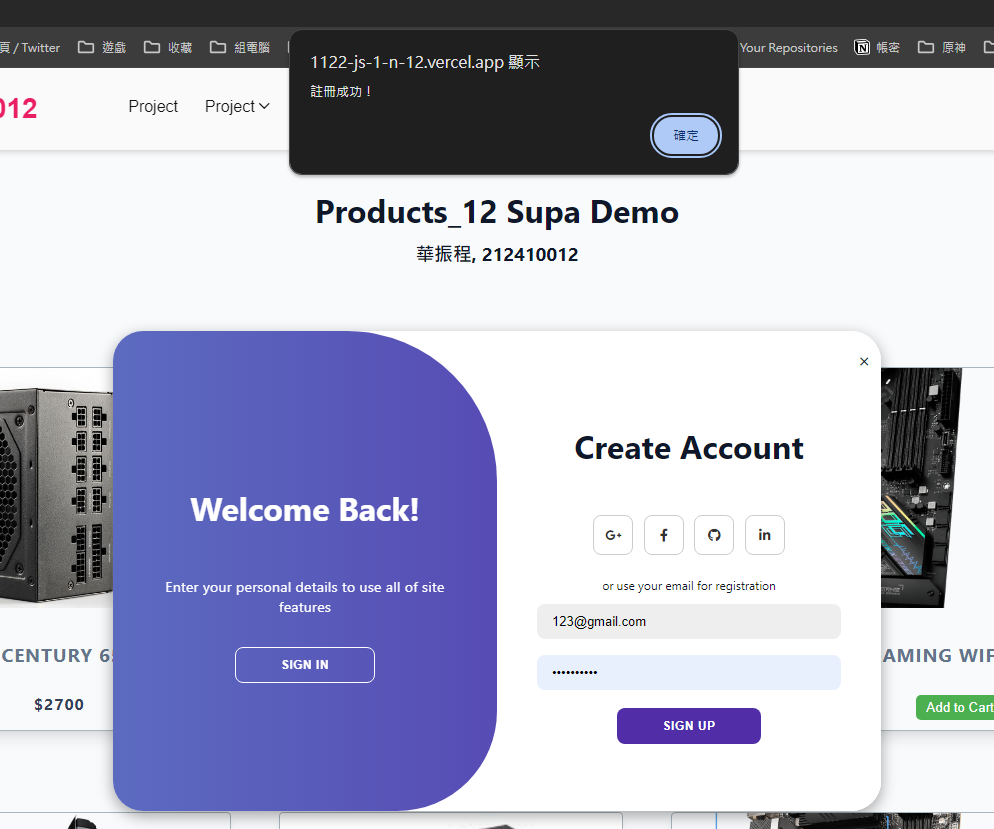 頁 / Twitter 遊戲 收藏 組電腦 Your Repositories 帳密 原神
1122-js-1-n-12.vercel.app 顯示
註冊成功！
確定
012 Project Project
Products_12 Supa Demo
華振程, 212410012
×
Create Account
Welcome Back!
G+ f in
Enter your personal details to use all of site
features
or use your email for registration
123@gmail.com
SIGN IN
••••••••••
SIGN UP
CENTURY 65
$2700
AMING WIF
Add to Cart